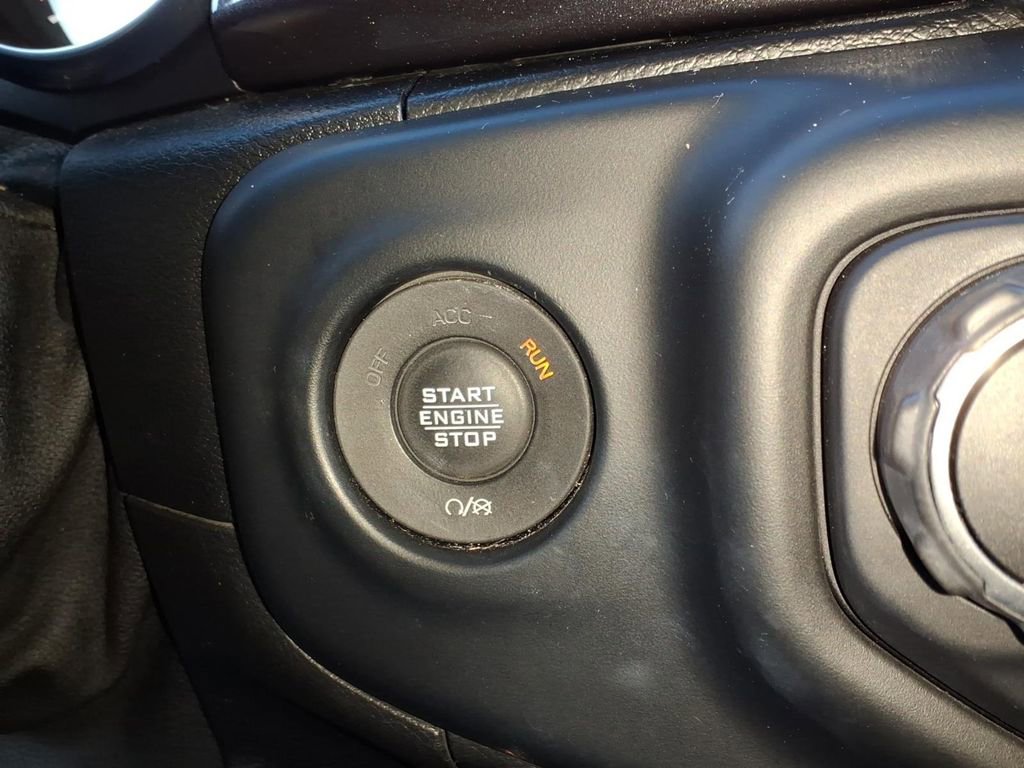 OFF
ACC
RUN
START
ENGINE
STOP